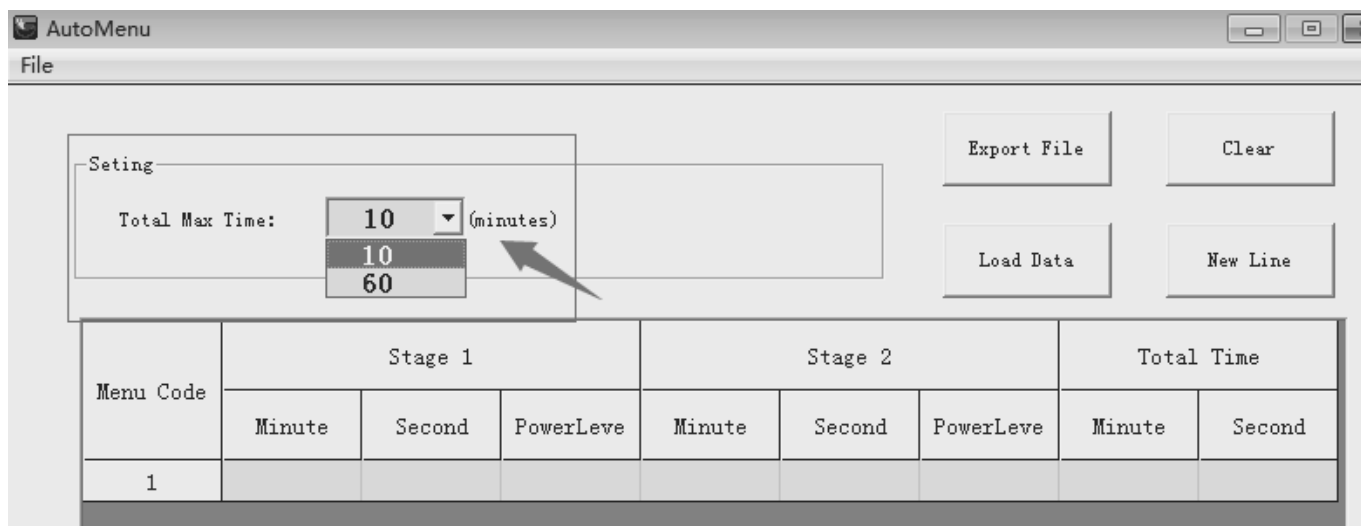 AutoMenu
File
Export File
Clear
Seting
Total Max Time:
10
(minutes)
10
60
Load Data
New Line
Menu Code
Stage 1
Stage 2
Total Time
Minute
Second
PowerLeve
Minute
Second
PowerLeve
Minute
Second
1